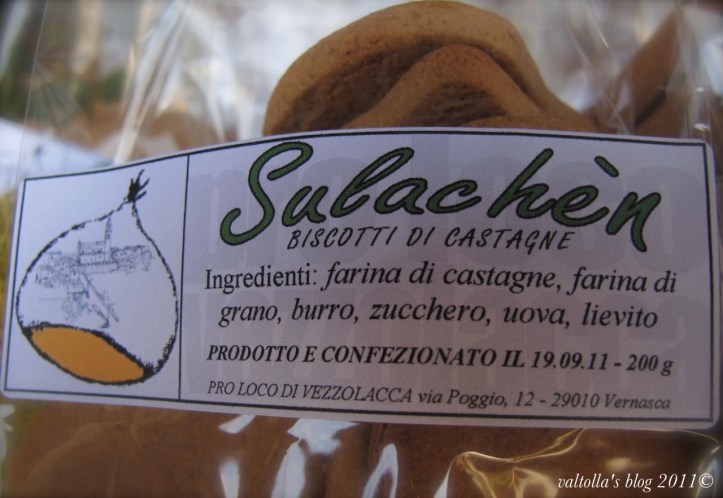 Sulachèn
BISCOTTI DI CASTAGNE
Ingredienti: farina di castagne, farina di
grano, burro, zucchero, uova, lievito
PRODOTTO E CONFEZIONATO IL 19.09.11 - 200 g
PRO LOCO DI VEZZOLACCA via Poggio, 12 - 29010 Vernasca
valtolla's blog 2011©